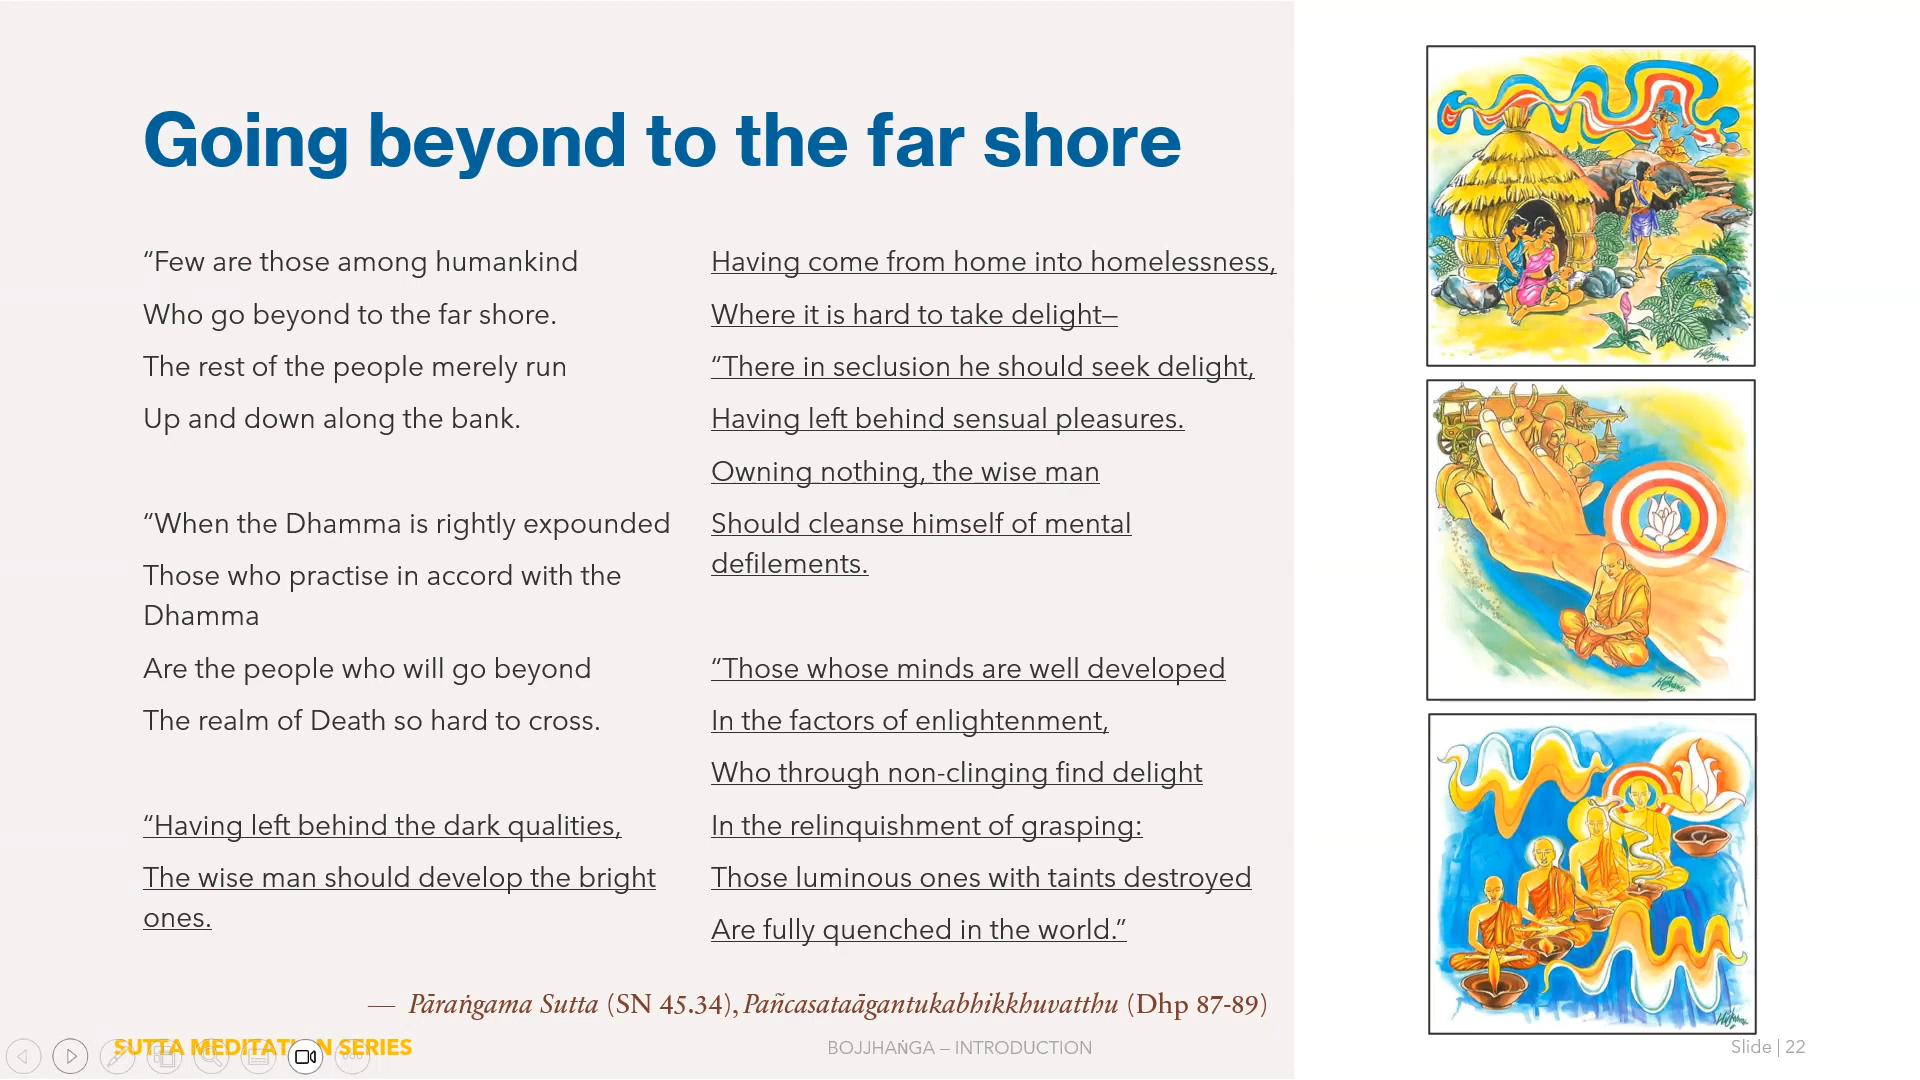 Going beyond to the far shore
“Few are those among humankind
Who go beyond to the far shore.
The rest of the people merely run
Up and down along the bank.
“When the Dhamma is rightly expounded
Those who practise in accord with the
Dhamma
Are the people who will go beyond
The realm of Death so hard to cross.
“Having left behind the dark qualities,
The wise man should develop the bright
ones.
Having come from home into homelessness,
Where it is hard to take delight—
“There in seclusion he should seek delight,
Having left behind sensual pleasures.
Owning nothing, the wise man
Should cleanse himself of mental
defilements.
“Those whose minds are well developed
In the factors of enlightenment,
Who through non-clinging find delight
In the relinquishment of grasping:
Those luminous ones with taints destroyed
Are fully quenched in the world.”
— Pāraṅgama Sutta (SN 45.34), Pañcasataāgantukabhikkhuvatthu (Dhp 87-89)
SUTTA MEDITATION SERIES
BOJJHAṄGA – INTRODUCTION
Slide | 22